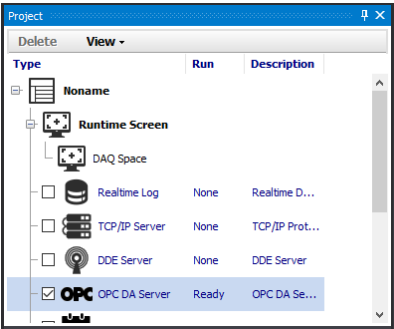 Project
Delete View
Type Run Description
Noname
Runtime Screen
DAQ Space
Realtime Log None Realtime D...
TCP/IP Server None TCP/IP Prot...
DDE Server None DDE Server
OPC OPC DA Server Ready OPC DA Se...